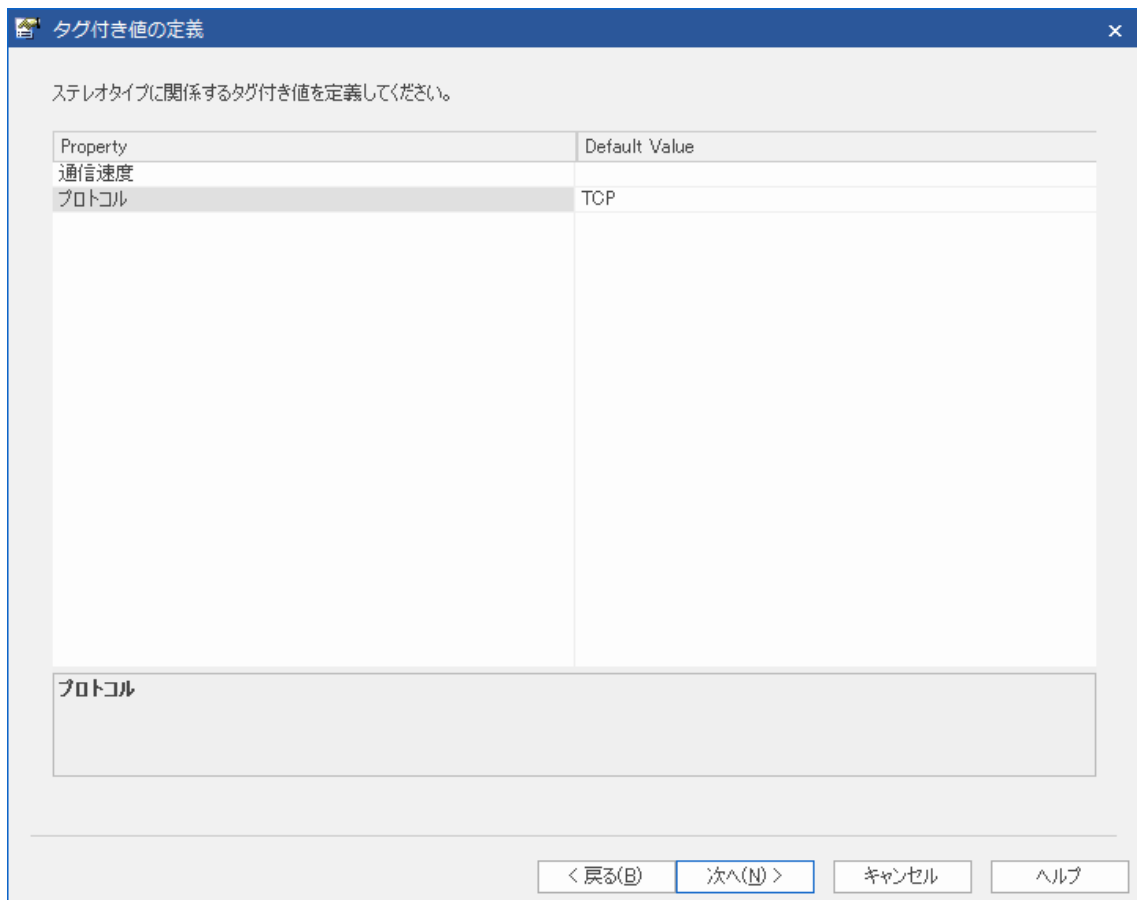 タグ付き値の定義
ステレオタイプに関係するタグ付き値を定義してください。
Property Default Value
通信速度
プロトコル TCP
プロトコル
< 戻る(B) 次へ(N) > キャンセル ヘルプ